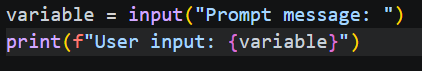 variable = input("Prompt message: ")
print(f"User input: {variable}")